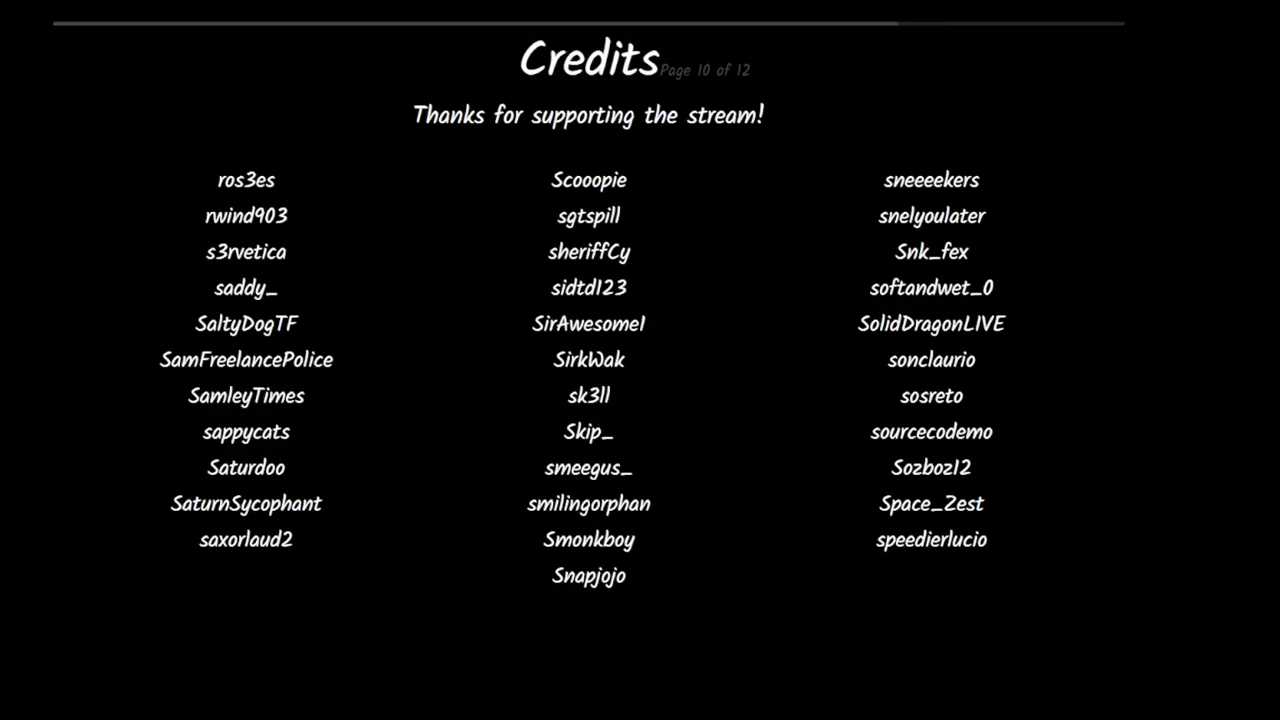 Credits Page 10 of 12
Thanks for supporting the stream!
ros3es
rwind903
s3rvetica
saddy_
SaltyDogTF
SamFreelancePolice
SamleyTimes
sappycats
Saturdoo
SaturnSycophant
saxorlaud2
Scooopie
sgtspill
sheriffCy
sidtd123
SirAwesome1
SirkWak
sk3ll
Skip_
smeegus_
smilingorphan
Smonkboy
Snapjojo
sneeeekers
snelyoulater
Snk_fex
softandwet_0
SolidDragonLIVE
sonclaurio
sosreto
sourcecodemo
Sozboz12
Space_Zest
speedierlucio